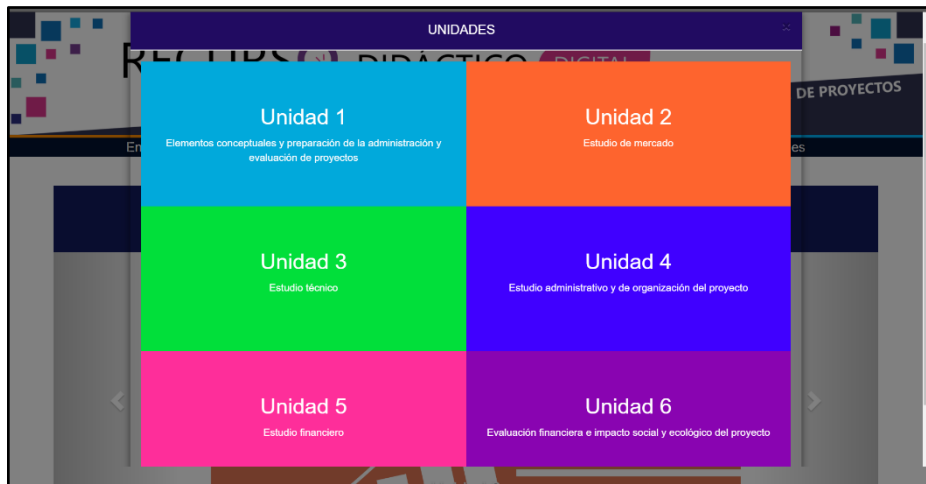 UNIDADES
DE PROYECTOS
Unidad 1
Elementos conceptuales y preparación de la administración y
evaluación de proyectos
Unidad 2
Estudio de mercado
Unidad 3
Estudio técnico
Unidad 4
Estudio administrativo y de organización del proyecto
Unidad 5
Estudio financiero
Unidad 6
Evaluación financiera e impacto social y ecológico del proyecto